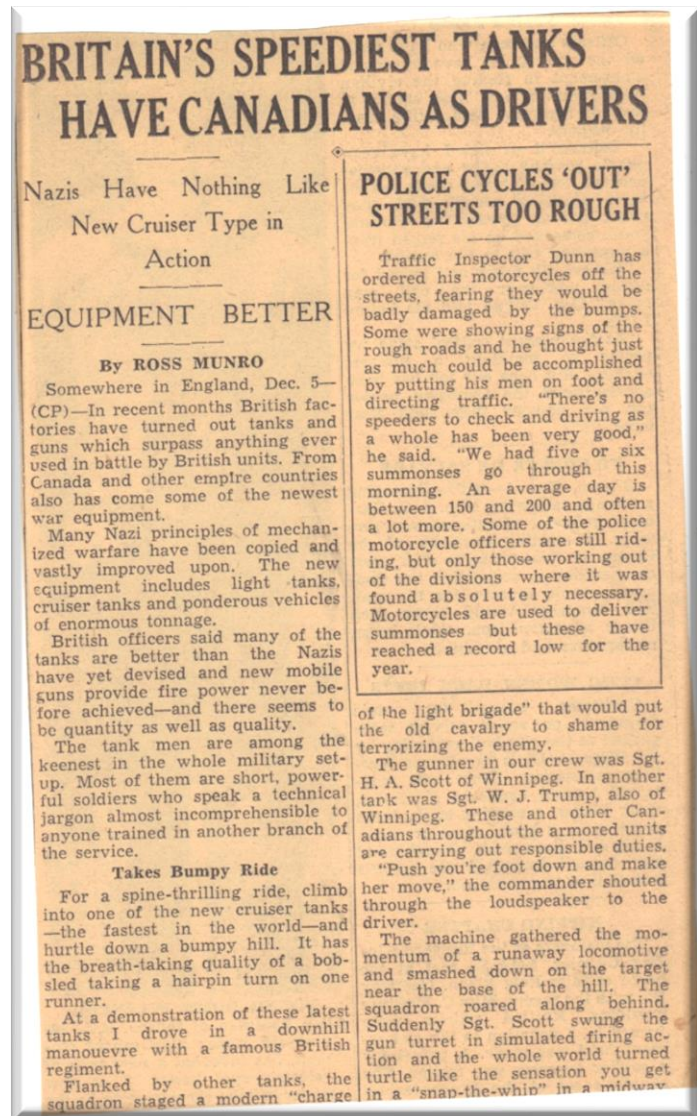 BRITAIN'S SPEEDIEST TANKS
HAVE CANADIANS AS DRIVERS
Nazis Have Nothing Like
New Cruiser Type in
Action
EQUIPMENT BETTER
By ROSS MUNRO
Somewhere in England, Dec. 5—
(CP)—In recent months British fac-
tories have turned out tanks and
guns which surpass anything ever
used in battle by British units. From
Canada and other empire countries
also has come some of the newest
war equipment.
Many Nazi principles of mechan-
ized warfare have been copied and
vastly improved upon. The new
equipment includes light tanks,
cruiser tanks and ponderous vehicles
of enormous tonnage.
British officers said many of the
tanks are better than the Nazis
have yet devised and new mobile
guns provide fire power never be-
fore achieved—and there seems to
be quantity as well as quality.
The tank men are among the
keenest in the whole military set-
up. Most of them are short, power-
ful soldiers who speak a technical
jargon almost incomprehensible to
anyone trained in another branch of
the service.
Takes Bumpy Ride
For a spine-thrilling ride, climb
into one of the new cruiser tanks
—the fastest in the world—and
hurtle down a bumpy hill. It has
the breath-taking quality of a bob-
sled taking a hairpin turn on one
runner.
At a demonstration of these latest
tanks I drove in a downhill
manouevre with a famous British
regiment.
Flanked by other tanks, the
squadron staged a modern "charge
of the light brigade" that would put
the old cavalry to shame for
terrorizing the enemy.
The gunner in our crew was Sgt.
H. A. Scott of Winnipeg. In another
tank was Sgt. W. J. Trump, also of
Winnipeg. These and other Can-
adians throughout the armored units
are carrying out responsible duties.
"Push you're foot down and make
her move," the commander shouted
through the loudspeaker to the
driver.
The machine gathered the mo-
mentum of a runaway locomotive
and smashed down on the target
near the base of the hill. The
squadron roared along behind.
Suddenly Sgt. Scott swung the
gun turret in simulated firing ac-
tion and the whole world turned
turtle like the sensation you get
in a "snap-the-whip" in a midway
POLICE CYCLES 'OUT'
STREETS TOO ROUGH
Traffic Inspector Dunn has
ordered his motorcycles off the
streets, fearing they would be
badly damaged by the bumps.
Some were showing signs of the
rough roads and he thought just
as much could be accomplished
by putting his men on foot and
directing traffic. "There's no
speeders to check and driving as
a whole has been very good,"
he said. "We had five or six
summonses go through this
morning. An average day is
between 150 and 200 and often
a lot more. Some of the police
motorcycle officers are still rid-
ing, but only those working out
of the divisions where it was
found absolutely necessary.
Motorcycles are used to deliver
summonses but these have
reached a record low for the
year.